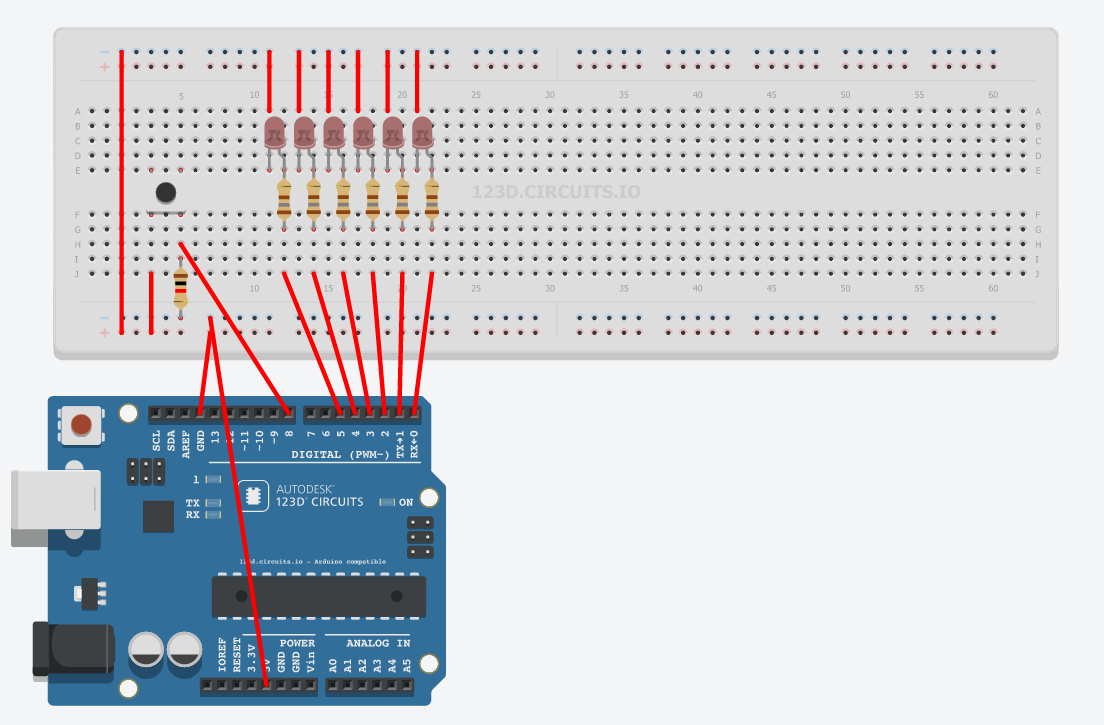 - -
+ +
5 10 15 20 25 30 35 40 45 50 55 60
A A
B B
C C
D D
E E
123D.CIRCUITS.IO
F F
G G
H H
I I
J J
10 15 20 25 30 35 40 45 50 55 60
- -
+ +
SCL SDA AREF GND 13 12 ~11 ~10 ~9 8 7 6 5 4 3 2 TX→1 RX←0
DIGITAL (PWM~)
1
TX
RX
AUTODESK™
123D® CIRCUITS
ON
123d.circuits.io - Arduino compatible
POWER ANALOG IN
IOREF RESET 3.3V 5V GND GND Vin A0 A1 A2 A3 A4 A5